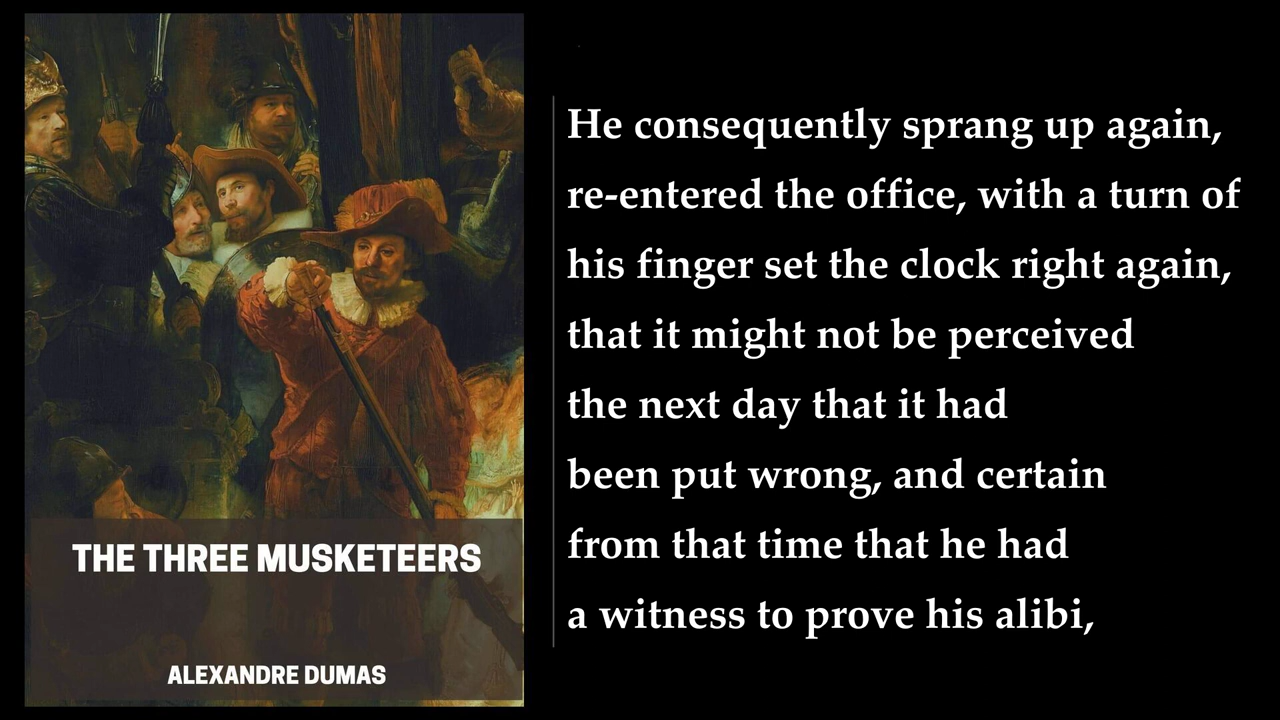 THE THREE MUSKETEERS
ALEXANDRE DUMAS
He consequently sprang up again,
re-entered the office, with a turn of
his finger set the clock right again,
that it might not be perceived
the next day that it had
been put wrong, and certain
from that time that he had
a witness to prove his alibi,